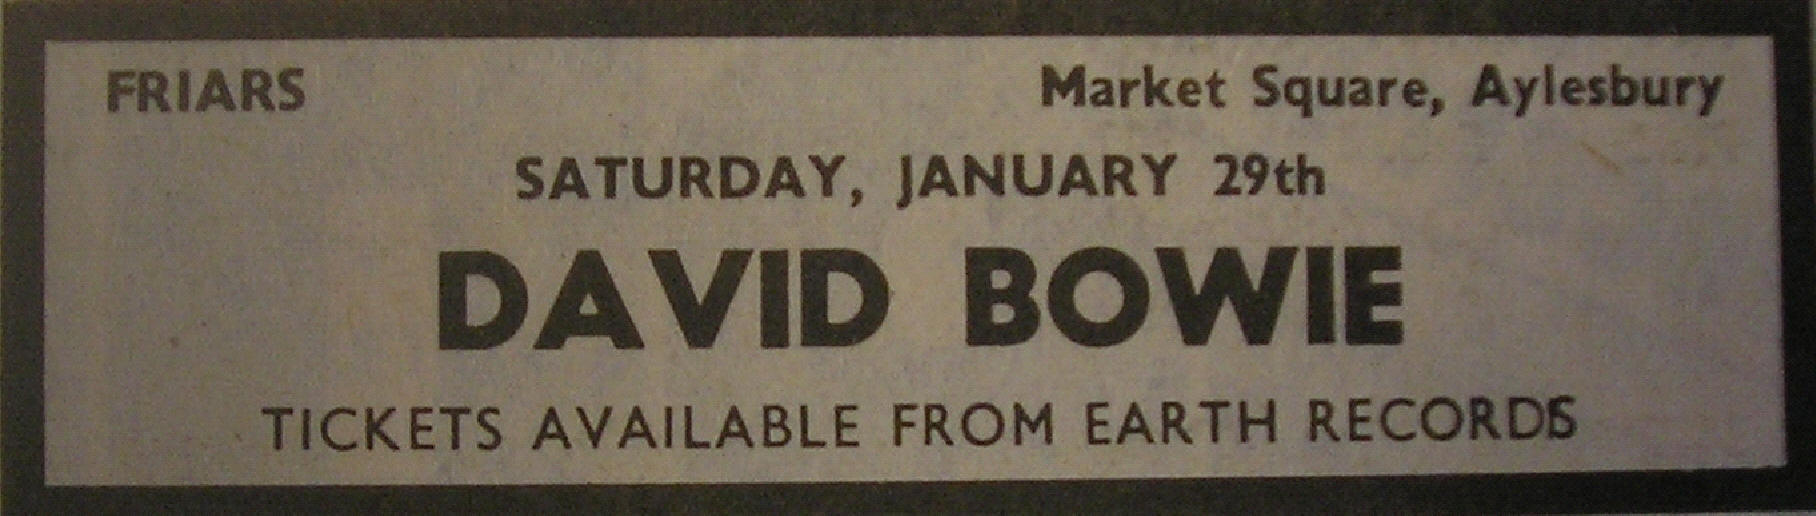 FRIARS Market Square, Aylesbury
SATURDAY, JANUARY 29th
DAVID BOWIE
TICKETS AVAILABLE FROM EARTH RECORDS